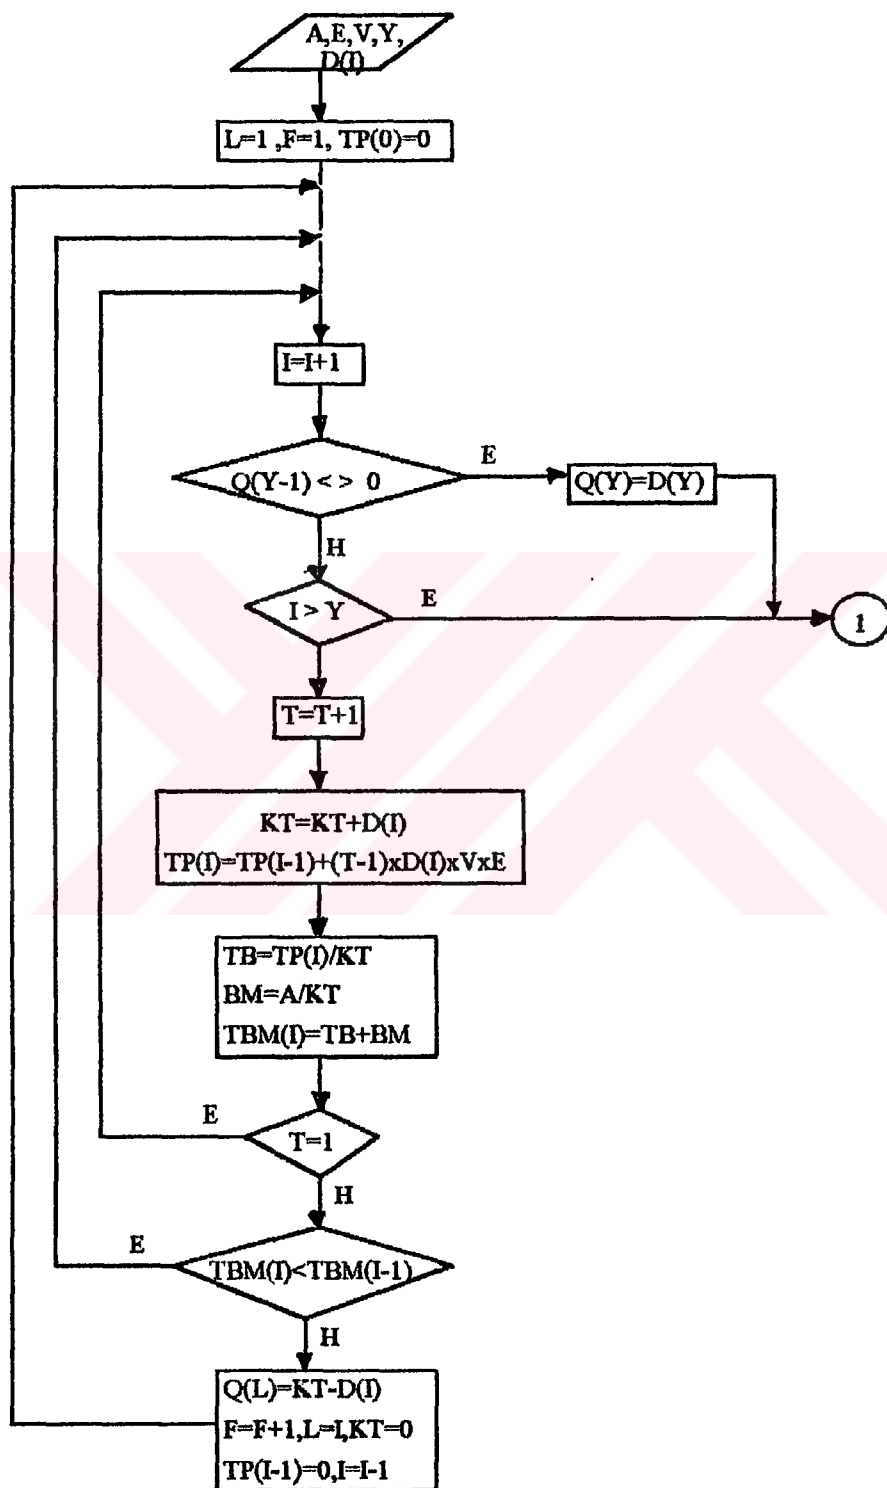 A,E,V,Y,
D(I)
L=1 ,F=1, TP(0)=0
I=I+1
Q(Y-1) < > 0
E
Q(Y)=D(Y)
H
I > Y
E
1
T=T+1
KT=KT+D(I)
TP(I)=TP(I-1)+(T-1)xD(I)xVxE
TB=TP(I)/KT
BM=A/KT
TBM(I)=TB+BM
E
T=1
H
E
TBM(I)<TBM(I-1)
H
Q(L)=KT-D(I)
F=F+1,L=I,KT=0
TP(I-1)=0,I=I-1